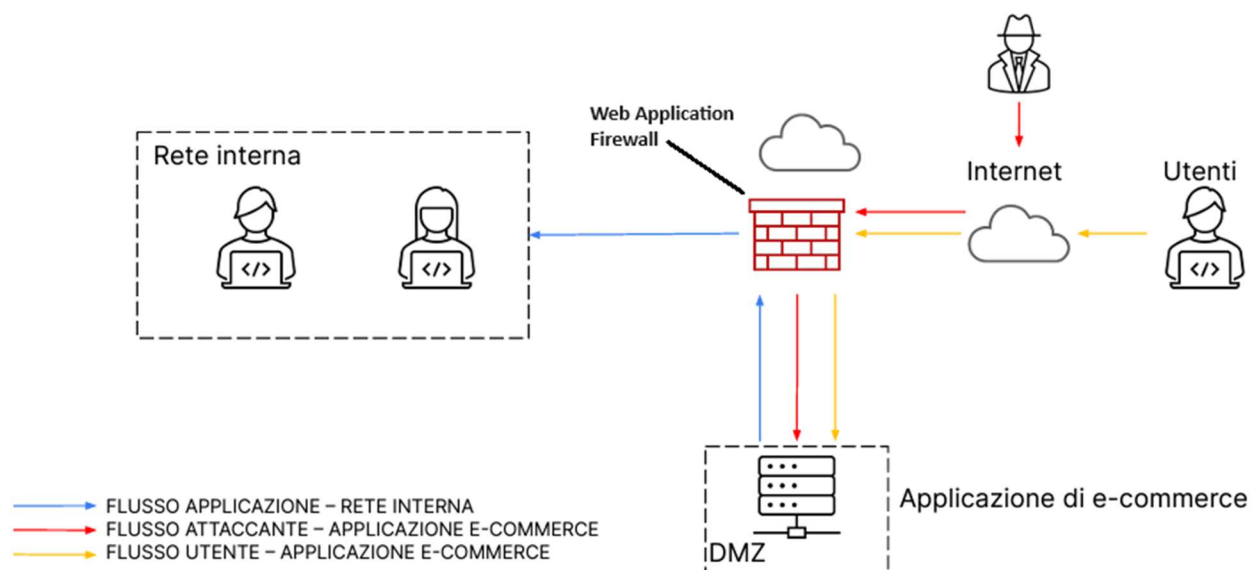 Web Application
Firewall
Rete interna
Internet
Utenti
</>
</>
</>
Applicazione di e-commerce
DMZ
FLUSSO APPLICAZIONE – RETE INTERNA
FLUSSO ATTACCANTE – APPLICAZIONE E-COMMERCE
FLUSSO UTENTE – APPLICAZIONE E-COMMERCE